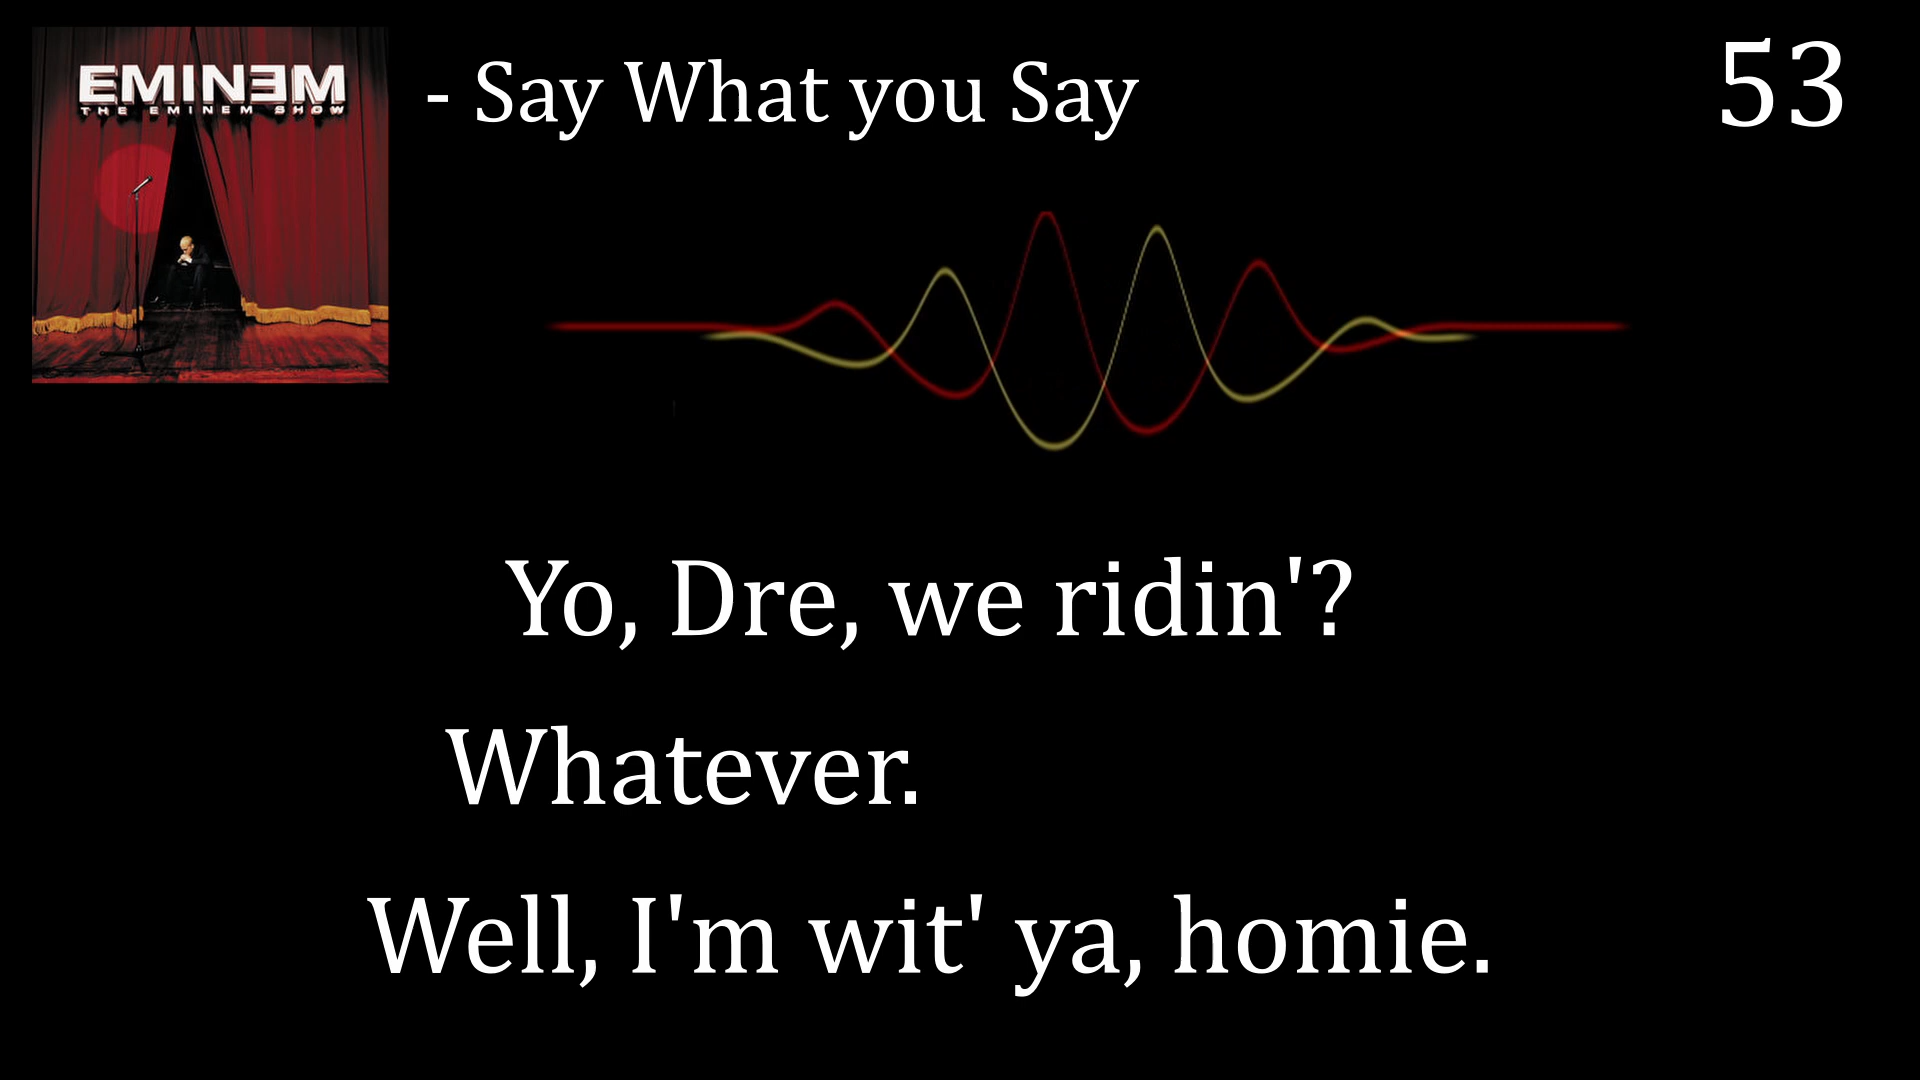 EMINEM
THE EMINEM SHOW
- Say What you Say
53
Yo, Dre, we ridin'?
Whatever.
Well, I'm wit' ya, homie.